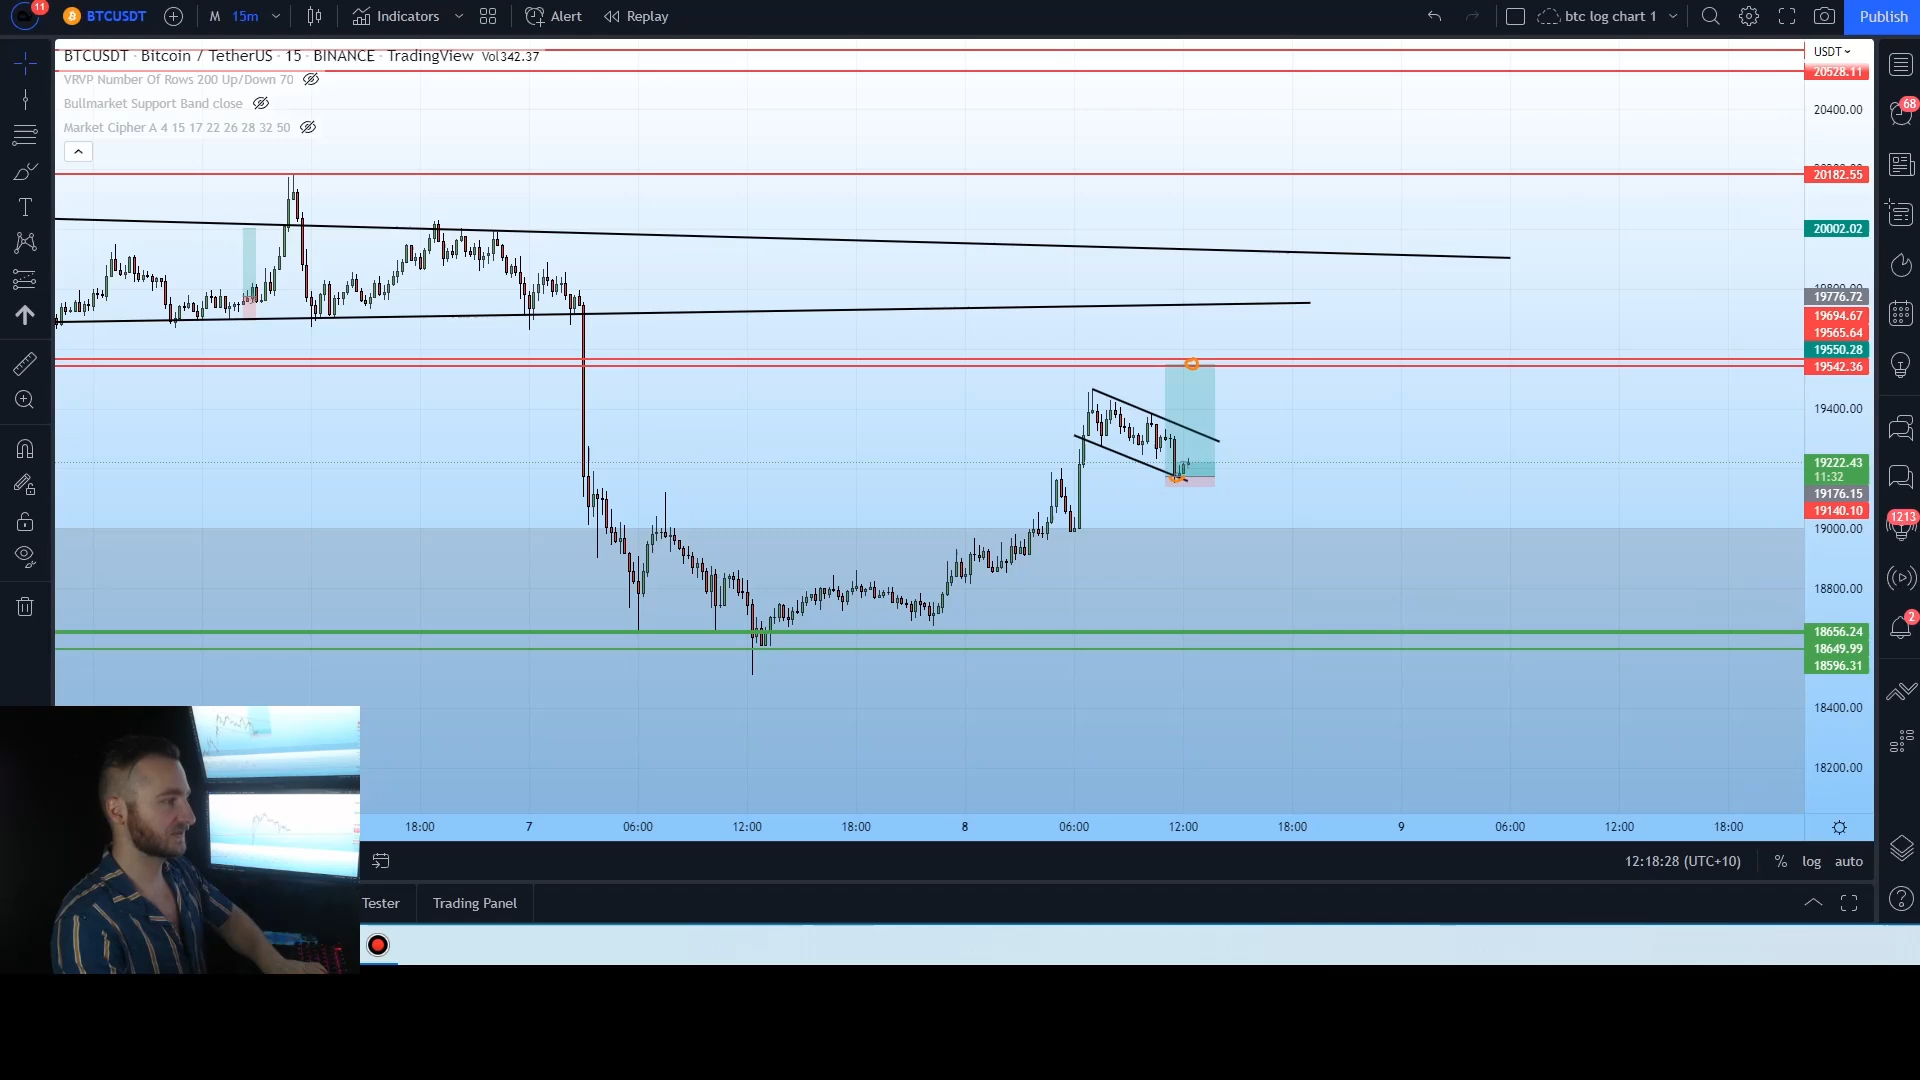 11
BTCUSDT
M 15m
Indicators
Alert
Replay
btc log chart 1
Publish
BTCUSDT · Bitcoin / TetherUS · 15 · BINANCE · TradingView Vol342.37
VRVP Number Of Rows 200 Up/Down 70
Bullmarket Support Band close
Market Cipher A 4 15 17 22 26 28 32 50
USDT
20528.11
20400.00
20182.55
20002.02
19776.72
19694.67
19565.64
19550.28
19542.36
19400.00
19222.43
11:32
19176.15
19140.10
19000.00
18800.00
18656.24
18649.99
18596.31
18400.00
18200.00
68
1213
2
18:00 7 06:00 12:00 18:00 8 06:00 12:00 18:00 9 06:00 12:00 18:00
12:18:28 (UTC+10) % log auto
Tester Trading Panel